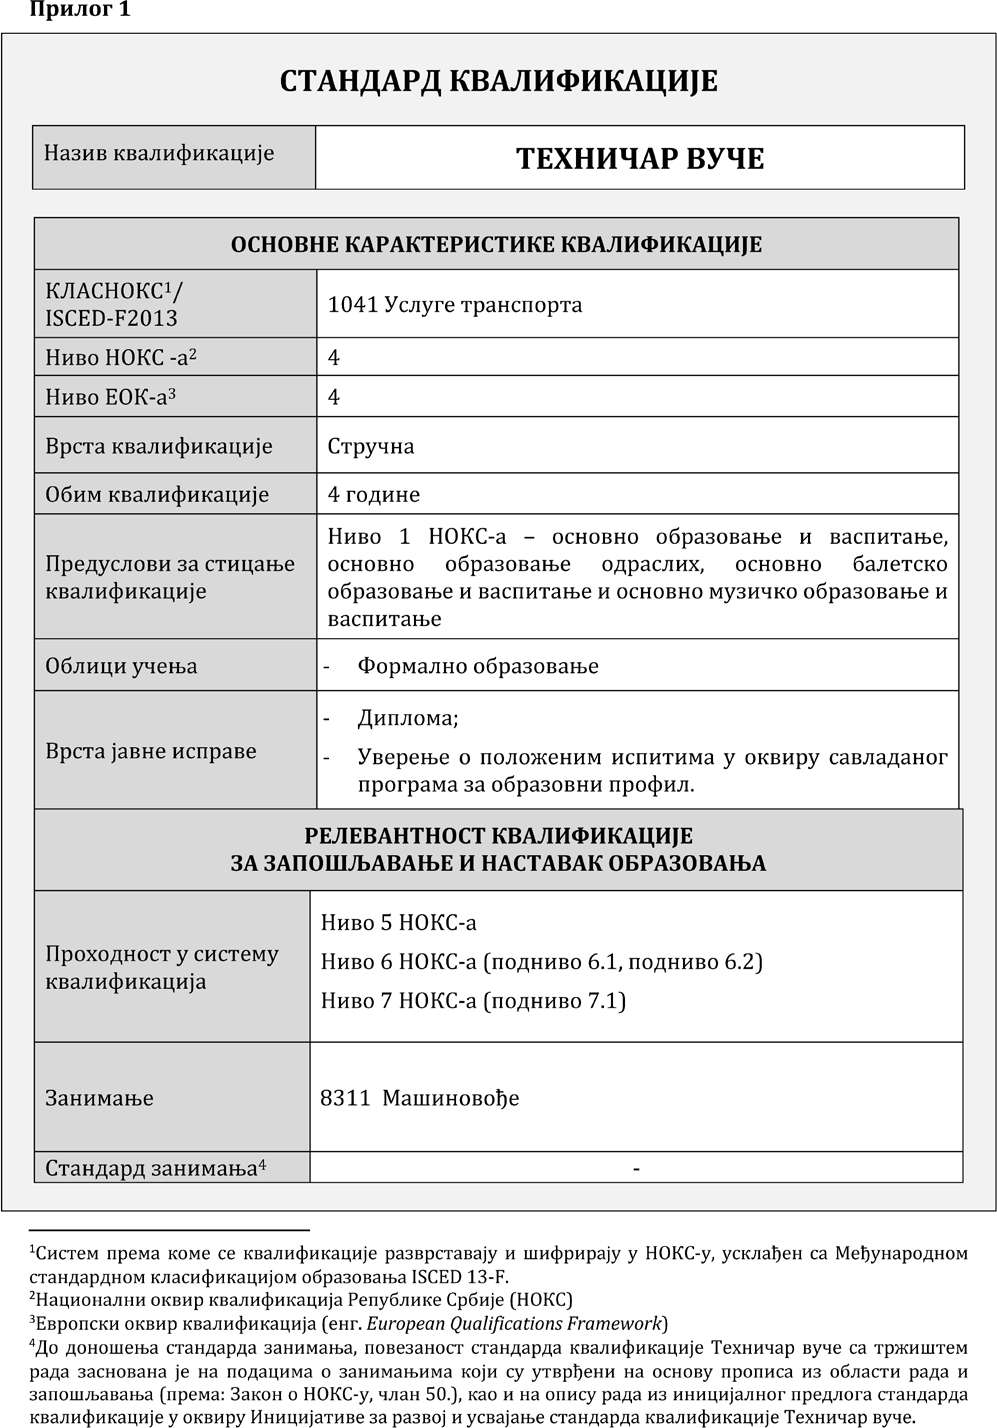 Прилог 1
СТАНДАРД КВАЛИФИКАЦИЈЕ
Назив квалификације
ТЕХНИЧАР ВУЧЕ
ОСНОВНЕ КАРАКТЕРИСТИКЕ КВАЛИФИКАЦИЈЕ
КЛАСНОКС¹/
ISCED-F2013
1041 Услуге транспорта
Ниво НОКС -а²
4
Ниво ЕОК-а³
4
Врста квалификације
Стручна
Обим квалификације
4 године
Предуслови за стицање
квалификације
Ниво 1 НОКС-а – основно образовање и васпитање,
основно образовање одраслих, основно балетско
образовање и васпитање и основно музичко образовање и
васпитање
Облици учења
- Формално образовање
Врста јавне исправе
- Диплома;
- Уверење о положеним испитима у оквиру савладаног
програма за образовни профил.
РЕЛЕВАНТНОСТ КВАЛИФИКАЦИЈЕ
ЗА ЗАПОШЉАВАЊЕ И НАСТАВАК ОБРАЗОВАЊА
Проходност у систему
квалификација
Ниво 5 НОКС-а
Ниво 6 НОКС-а (подниво 6.1, подниво 6.2)
Ниво 7 НОКС-а (подниво 7.1)
Занимање
8311 Машиновође
Стандард занимања⁴
-
¹Систем према коме се квалификације разврставају и шифрирају у НОКС-у, усклађен са Међународном
стандардном класификацијом образовања ISCED 13-F.
²Национални оквир квалификација Републике Србије (НОКС)
³Европски оквир квалификација (енг. European Qualifications Framework)
⁴До доношења стандарда занимања, повезаност стандарда квалификације Техничар вуче са тржиштем
рада заснована је на подацима о занимањима који су утврђени на основу прописа из области рада и
запошљавања (према: Закон о НОКС-у, члан 50.), као и на опису рада из иницијалног предлога стандарда
квалификације у оквиру Иницијативе за развој и усвајање стандарда квалификације Техничар вуче.